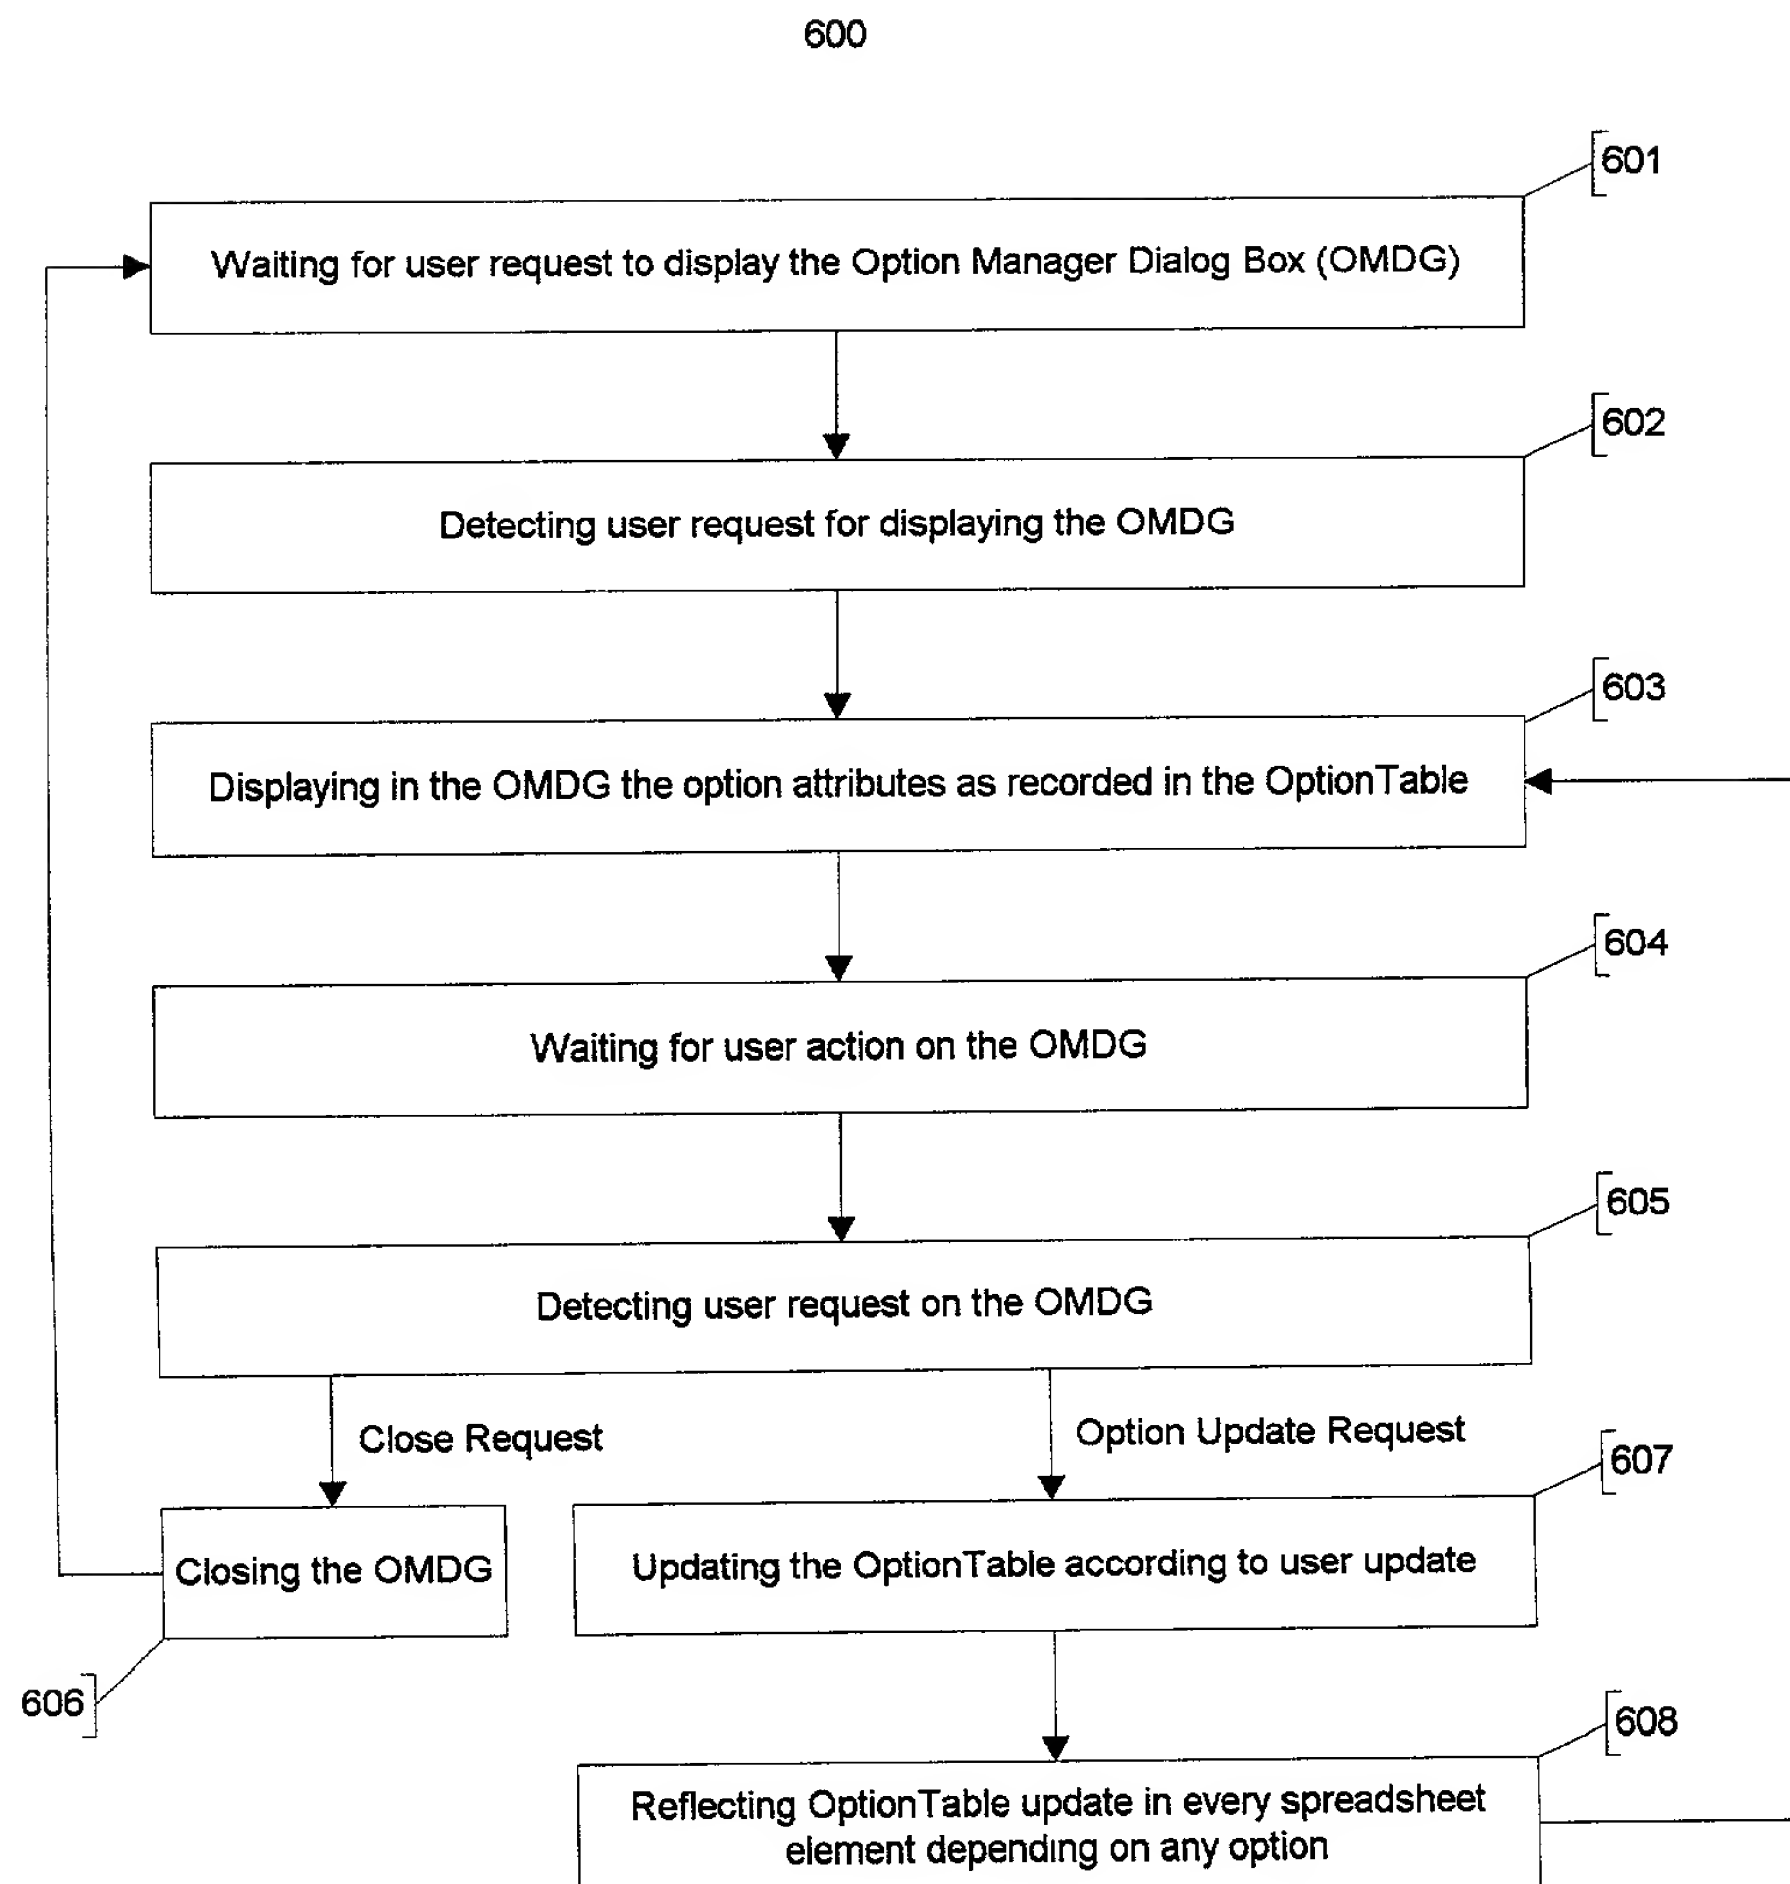 600
601
Waiting for user request to display the Option Manager Dialog Box (OMDG)
602
Detecting user request for displaying the OMDG
603
Displaying in the OMDG the option attributes as recorded in the OptionTable
604
Waiting for user action on the OMDG
605
Detecting user request on the OMDG
Close Request
Option Update Request
607
Closing the OMDG
Updating the OptionTable according to user update
606
608
Reflecting OptionTable update in every spreadsheet
element depending on any option